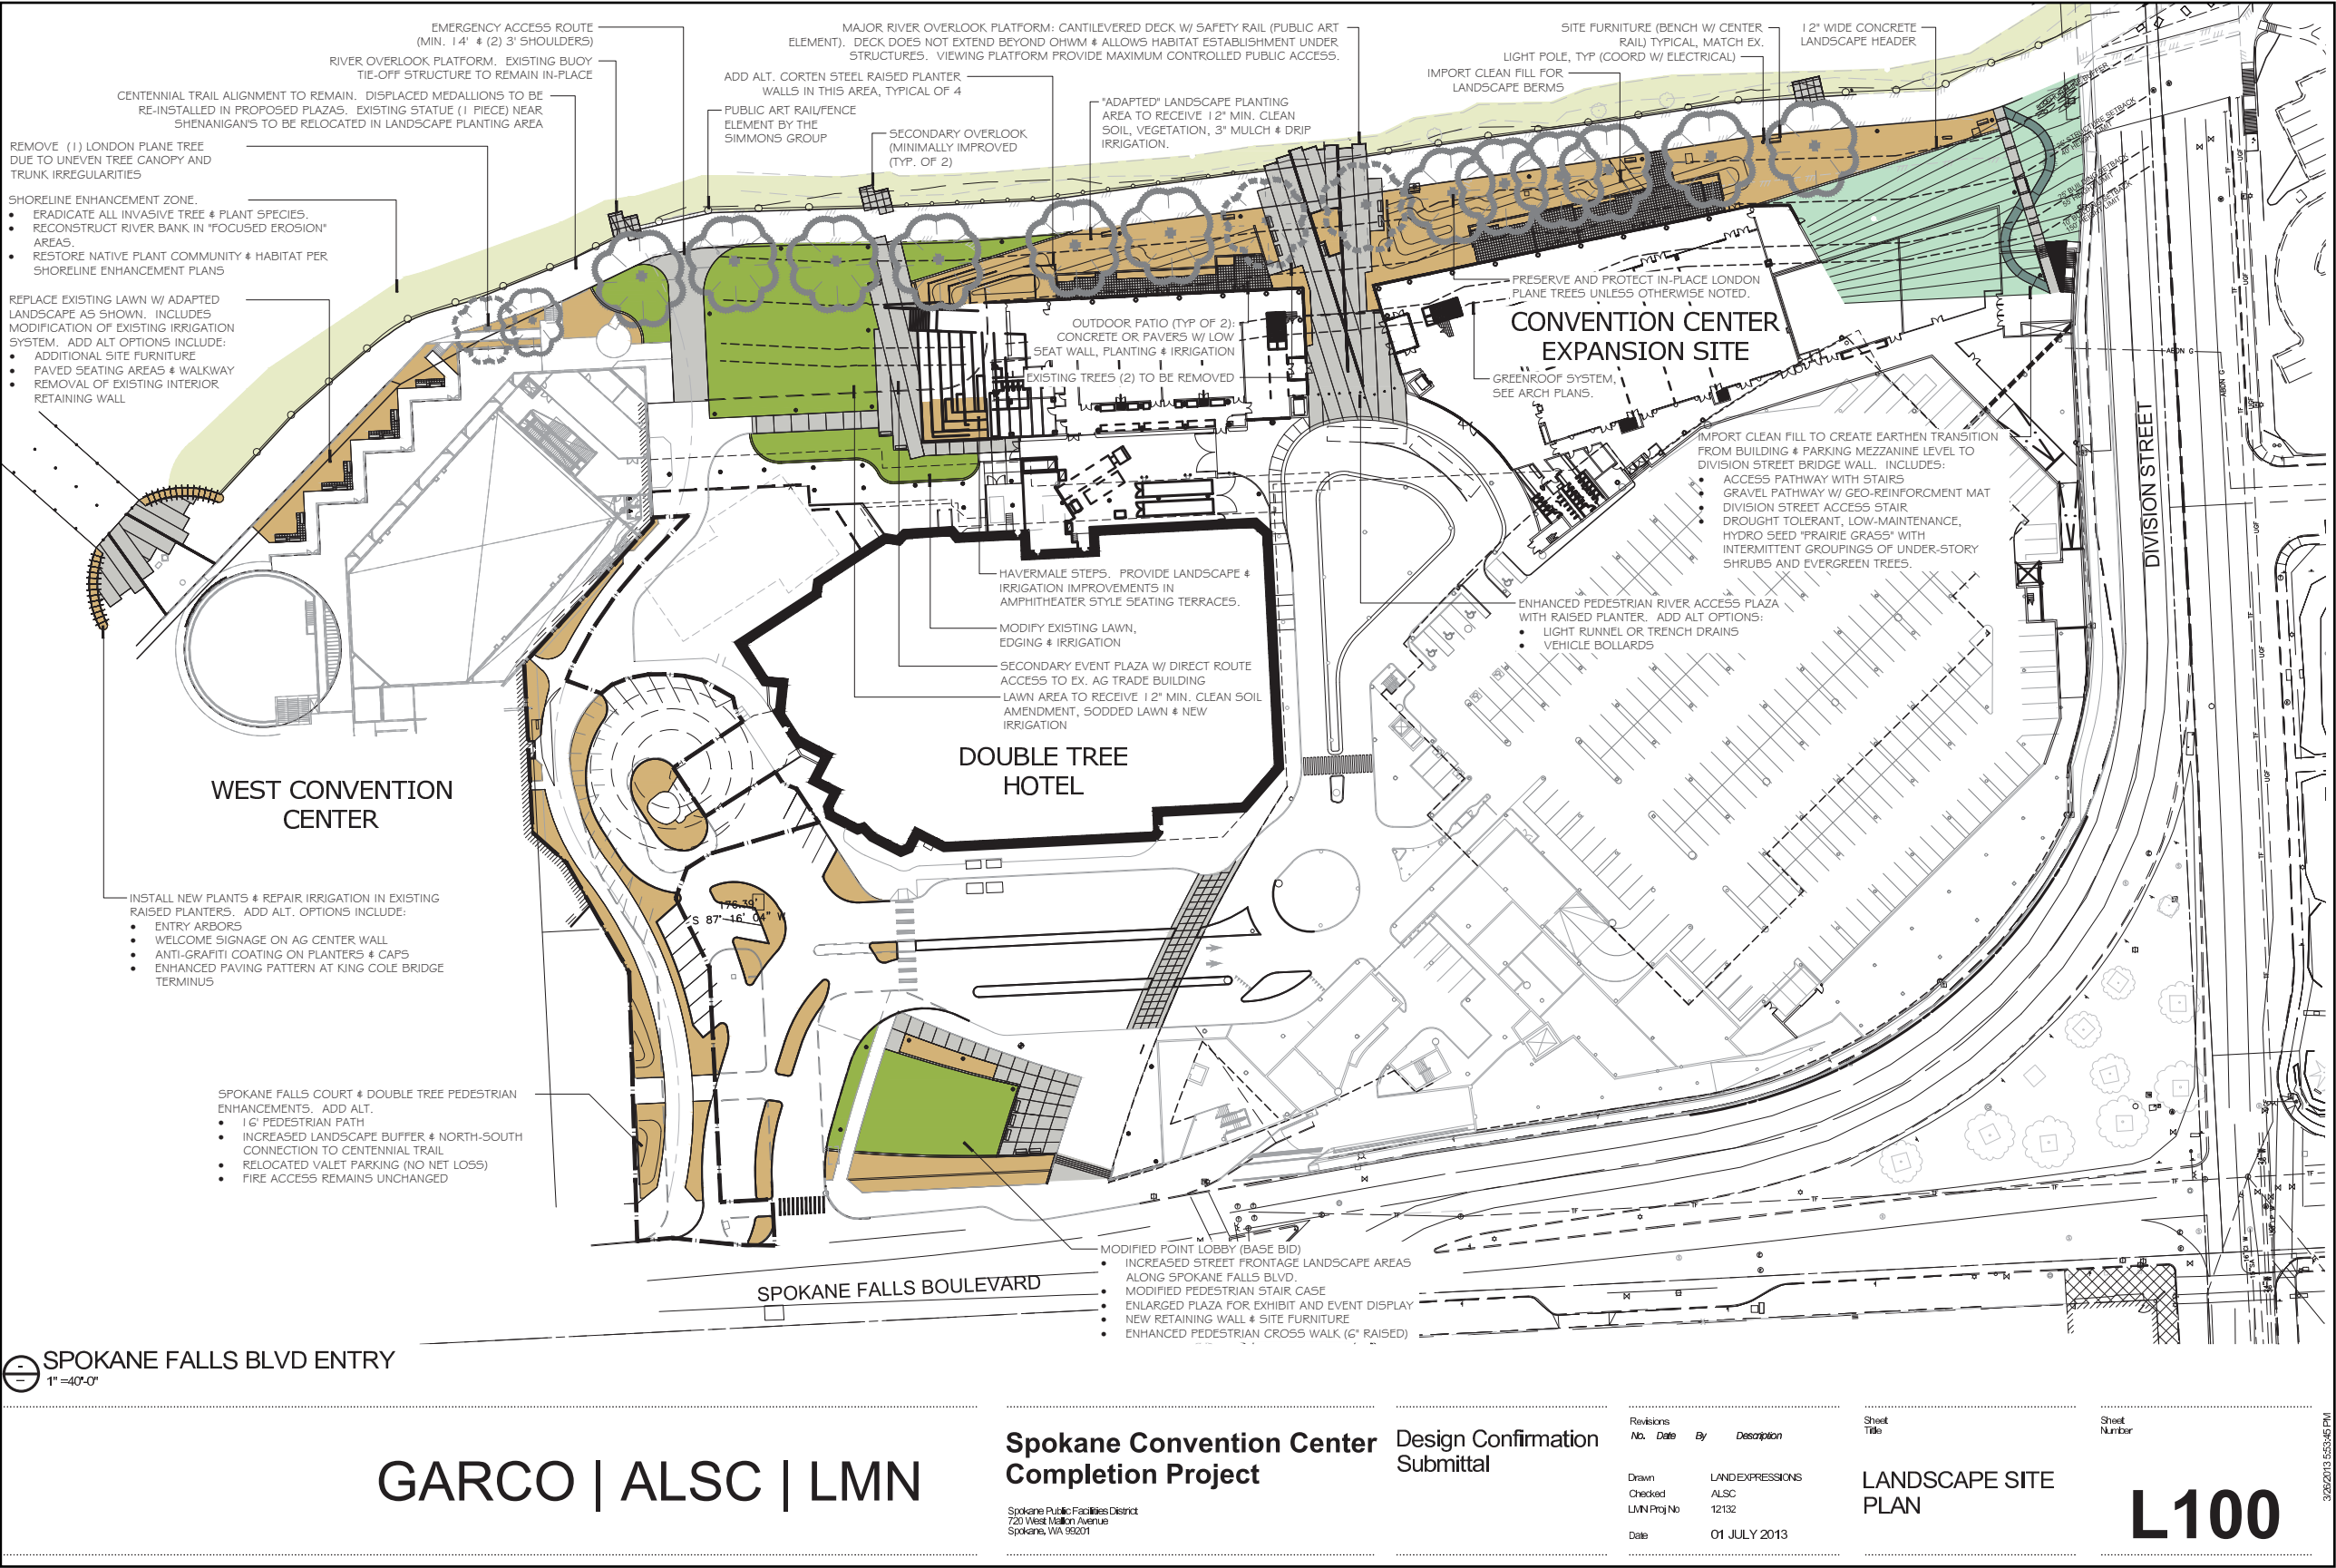 EMERGENCY ACCESS ROUTE
(MIN. 14' & (2) 3' SHOULDERS)
RIVER OVERLOOK PLATFORM. EXISTING BUOY
TIE-OFF STRUCTURE TO REMAIN IN-PLACE
CENTENNIAL TRAIL ALIGNMENT TO REMAIN. DISPLACED MEDALLIONS TO BE
RE-INSTALLED IN PROPOSED PLAZAS. EXISTING STATUE (1 PIECE) NEAR
SHENANIGAN'S TO BE RELOCATED IN LANDSCAPE PLANTING AREA
REMOVE (1) LONDON PLANE TREE
DUE TO UNEVEN TREE CANOPY AND
TRUNK IRREGULARITIES
SHORELINE ENHANCEMENT ZONE.
• ERADICATE ALL INVASIVE TREE & PLANT SPECIES.
• RECONSTRUCT RIVER BANK IN "FOCUSED EROSION"
AREAS.
• RESTORE NATIVE PLANT COMMUNITY & HABITAT PER
SHORELINE ENHANCEMENT PLANS
REPLACE EXISTING LAWN W/ ADAPTED
LANDSCAPE AS SHOWN. INCLUDES
MODIFICATION OF EXISTING IRRIGATION
SYSTEM. ADD ALT OPTIONS INCLUDE:
• ADDITIONAL SITE FURNITURE
• PAVED SEATING AREAS & WALKWAY
• REMOVAL OF EXISTING INTERIOR
RETAINING WALL
MAJOR RIVER OVERLOOK PLATFORM: CANTILEVERED DECK W/ SAFETY RAIL (PUBLIC ART
ELEMENT). DECK DOES NOT EXTEND BEYOND OHWM & ALLOWS HABITAT ESTABLISHMENT UNDER
STRUCTURES. VIEWING PLATFORM PROVIDE MAXIMUM CONTROLLED PUBLIC ACCESS.
ADD ALT. CORTEN STEEL RAISED PLANTER
WALLS IN THIS AREA, TYPICAL OF 4
PUBLIC ART RAIL/FENCE
ELEMENT BY THE
SIMMONS GROUP
SECONDARY OVERLOOK
(MINIMALLY IMPROVED
(TYP. OF 2)
"ADAPTED" LANDSCAPE PLANTING
AREA TO RECEIVE 12" MIN. CLEAN
SOIL, VEGETATION, 3" MULCH & DRIP
IRRIGATION.
SITE FURNITURE (BENCH W/ CENTER
RAIL) TYPICAL, MATCH EX.
LIGHT POLE, TYP (COORD W/ ELECTRICAL)
IMPORT CLEAN FILL FOR
LANDSCAPE BERMS
12" WIDE CONCRETE
LANDSCAPE HEADER
PRESERVE AND PROTECT IN-PLACE LONDON
PLANE TREES UNLESS OTHERWISE NOTED.
CONVENTION CENTER
EXPANSION SITE
OUTDOOR PATIO (TYP OF 2):
CONCRETE OR PAVERS W/ LOW
SEAT WALL, PLANTING & IRRIGATION
EXISTING TREES (2) TO BE REMOVED
GREENROOF SYSTEM,
SEE ARCH PLANS.
IMPORT CLEAN FILL TO CREATE EARTHEN TRANSITION
FROM BUILDING & PARKING MEZZANINE LEVEL TO
DIVISION STREET BRIDGE WALL. INCLUDES:
• ACCESS PATHWAY WITH STAIRS
• GRAVEL PATHWAY W/ GEO-REINFORCMENT MAT
• DIVISION STREET ACCESS STAIR
• DROUGHT TOLERANT, LOW-MAINTENANCE,
HYDRO SEED "PRAIRIE GRASS" WITH
INTERMITTENT GROUPINGS OF UNDER-STORY
SHRUBS AND EVERGREEN TREES.
DIVISION STREET
HAVERMALE STEPS. PROVIDE LANDSCAPE &
IRRIGATION IMPROVEMENTS IN
AMPHITHEATER STYLE SEATING TERRACES.
MODIFY EXISTING LAWN,
EDGING & IRRIGATION
SECONDARY EVENT PLAZA W/ DIRECT ROUTE
ACCESS TO EX. AG TRADE BUILDING
LAWN AREA TO RECEIVE 12" MIN. CLEAN SOIL
AMENDMENT, SODDED LAWN & NEW
IRRIGATION
ENHANCED PEDESTRIAN RIVER ACCESS PLAZA
WITH RAISED PLANTER. ADD ALT OPTIONS:
• LIGHT RUNNEL OR TRENCH DRAINS
• VEHICLE BOLLARDS
DOUBLE TREE
HOTEL
WEST CONVENTION
CENTER
INSTALL NEW PLANTS & REPAIR IRRIGATION IN EXISTING
RAISED PLANTERS. ADD ALT. OPTIONS INCLUDE:
• ENTRY ARBORS
• WELCOME SIGNAGE ON AG CENTER WALL
• ANTI-GRAFITI COATING ON PLANTERS & CAPS
• ENHANCED PAVING PATTERN AT KING COLE BRIDGE
TERMINUS
176.39'
S 87°-16' 04" W
SPOKANE FALLS COURT & DOUBLE TREE PEDESTRIAN
ENHANCEMENTS. ADD ALT.
• 16' PEDESTRIAN PATH
• INCREASED LANDSCAPE BUFFER & NORTH-SOUTH
CONNECTION TO CENTENNIAL TRAIL
• RELOCATED VALET PARKING (NO NET LOSS)
• FIRE ACCESS REMAINS UNCHANGED
MODIFIED POINT LOBBY (BASE BID)
• INCREASED STREET FRONTAGE LANDSCAPE AREAS
ALONG SPOKANE FALLS BLVD.
• MODIFIED PEDESTRIAN STAIR CASE
• ENLARGED PLAZA FOR EXHIBIT AND EVENT DISPLAY
• NEW RETAINING WALL & SITE FURNITURE
• ENHANCED PEDESTRIAN CROSS WALK (6" RAISED)
SPOKANE FALLS BOULEVARD
SPOKANE FALLS BLVD ENTRY
1" =40'-0"
GARCO | ALSC | LMN
Spokane Convention Center
Completion Project
Spokane Public Facilities District
720 West Mallon Avenue
Spokane, WA 99201
Design Confirmation
Submittal
Revisions
No. Date By Description
Drawn LAND EXPRESSIONS
Checked ALSC
LMN Proj No 12132
Date 01 JULY 2013
Sheet
Title
LANDSCAPE SITE
PLAN
Sheet
Number
L100
3/26/2013 5:53:45 PM